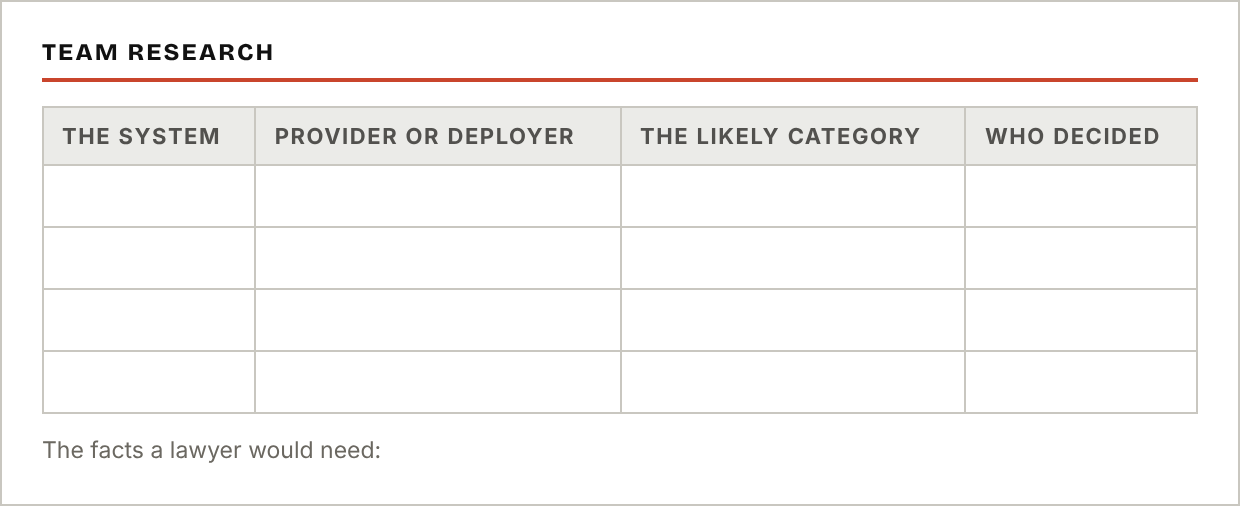 TEAM RESEARCH
THE SYSTEM PROVIDER OR DEPLOYER THE LIKELY CATEGORY WHO DECIDED
The facts a lawyer would need: